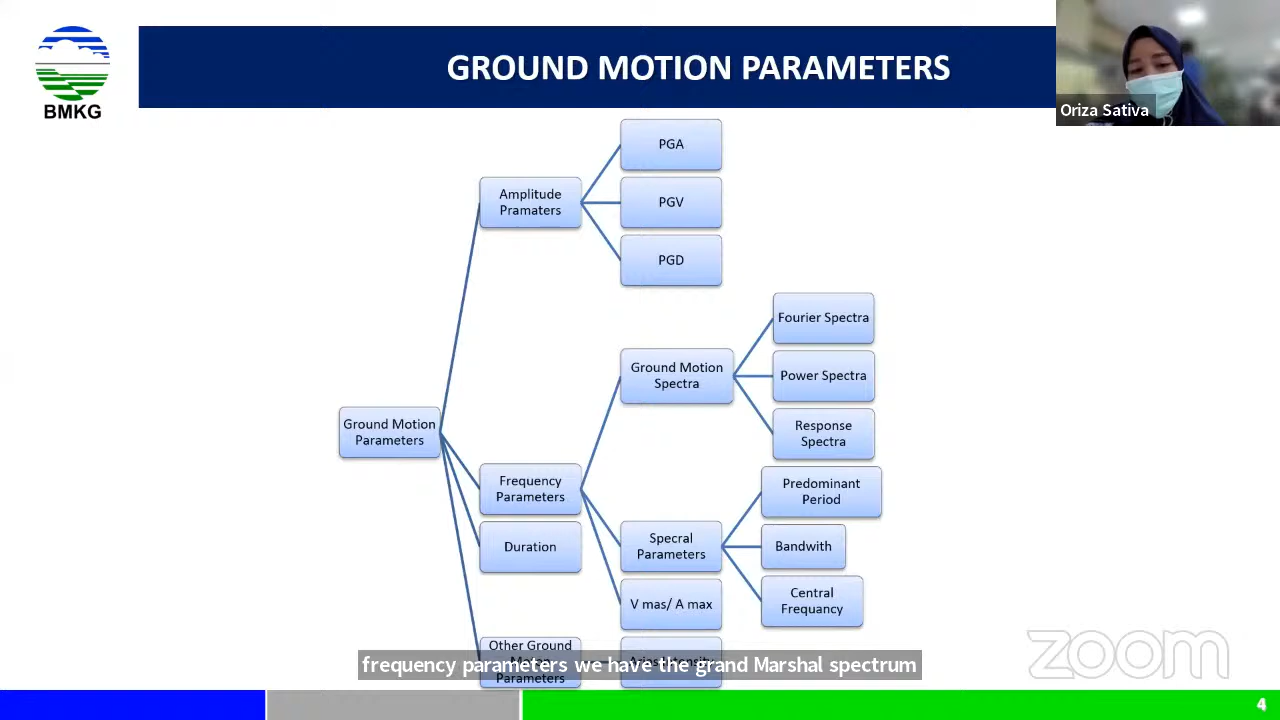 GROUND MOTION PARAMETERS
BMKG
Oriza Sativa
PGA
Amplitude
Pramaters
PGV
PGD
Fourier Spectra
Ground Motion
Spectra
Power Spectra
Response
Spectra
Ground Motion
Parameters
Frequency
Parameters
Predominant
Period
Duration
Specral
Parameters
Bandwith
V mas/ A max
Central
Frequancy
Other Ground
Parameters
frequency parameters we have the grand Marshal spectrum
zoom
4